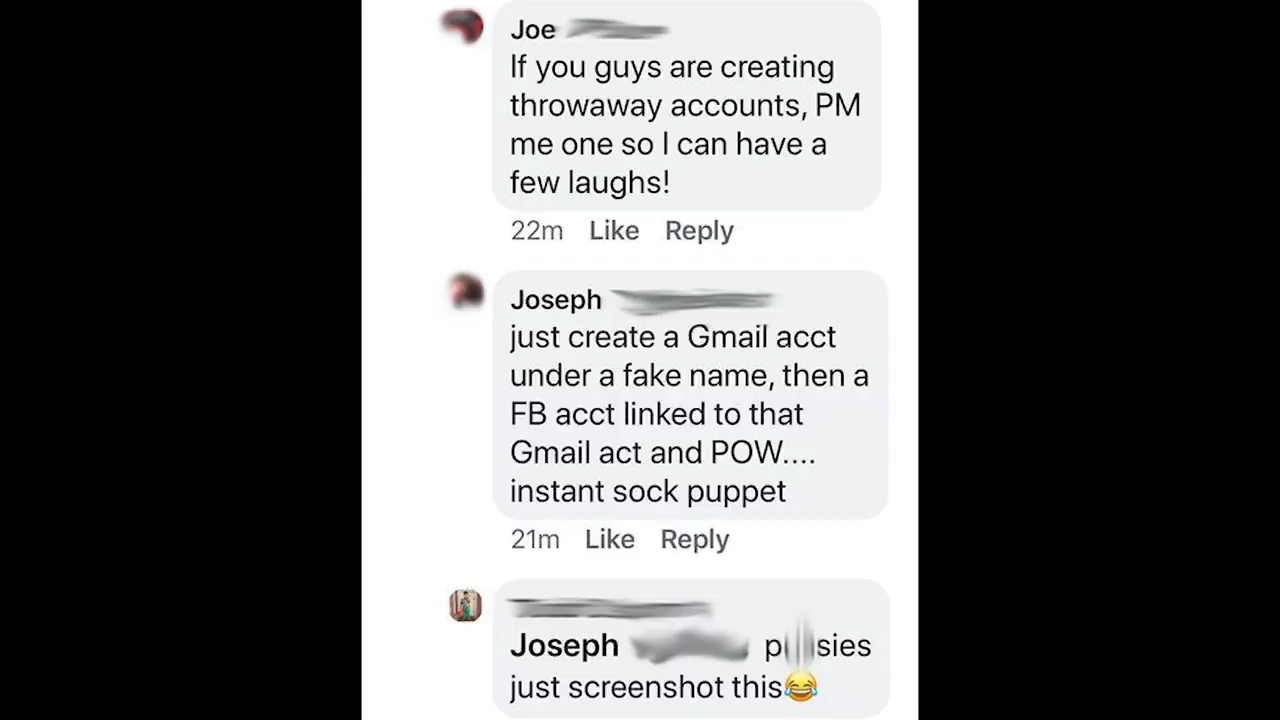 Joe
If you guys are creating
throwaway accounts, PM
me one so I can have a
few laughs!
22m Like Reply
Joseph
just create a Gmail acct
under a fake name, then a
FB acct linked to that
Gmail act and POW....
instant sock puppet
21m Like Reply
Joseph
just screenshot this😂